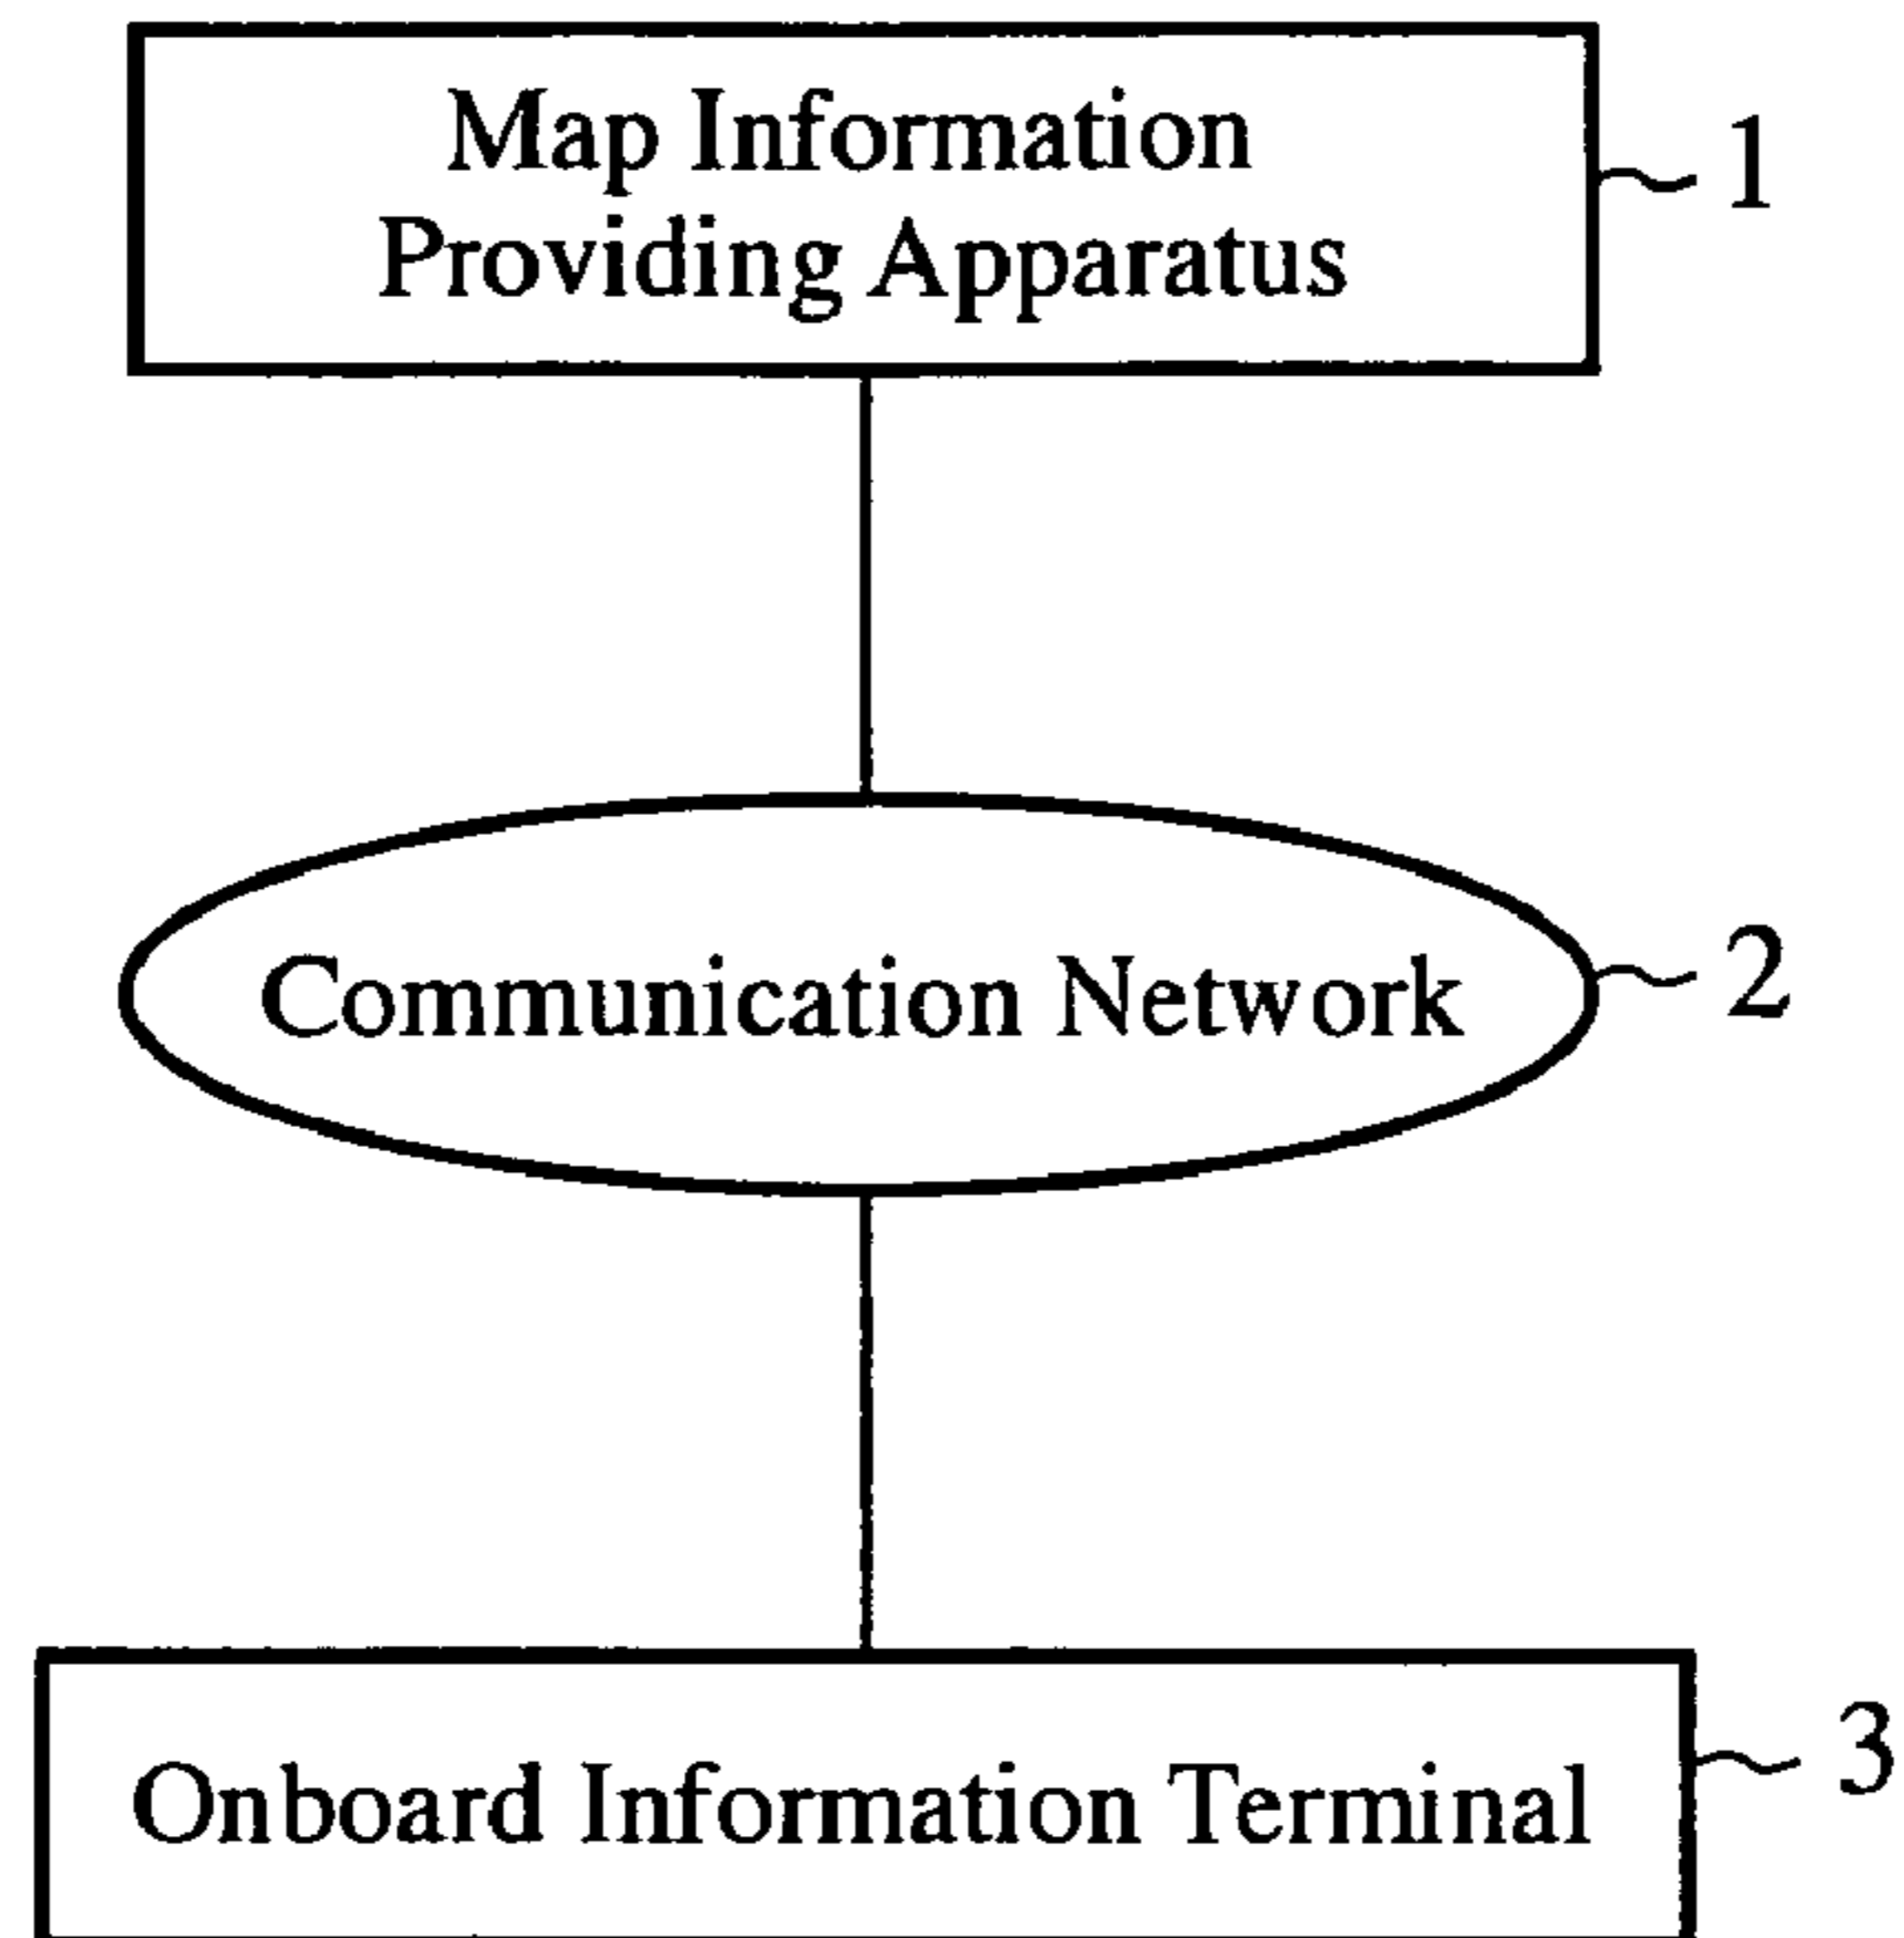 Map Information
Providing Apparatus
1
Communication Network
2
Onboard Information Terminal
3